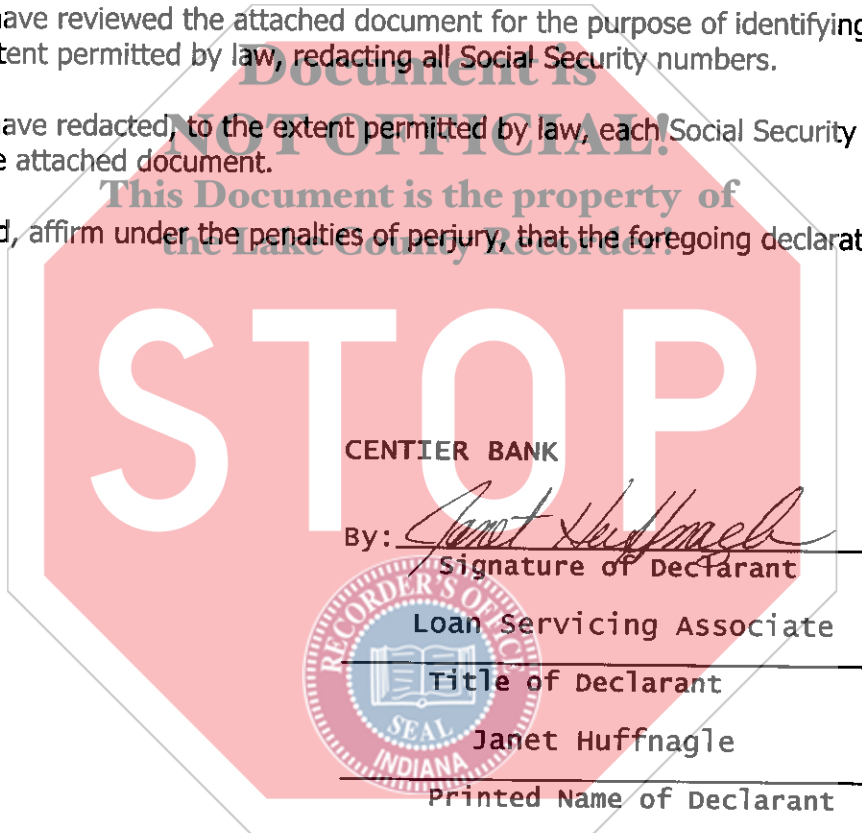 ave reviewed the attached document for the purpose of identifying
tent permitted by law, redacting all Social Security numbers.
Document is
NOT OFFICIAL!
ave redacted, to the extent permitted by law, each Social Security
e attached document.
This Document is the property of
the Lake County Recorder!
d, affirm under the penalties of perjury, that the foregoing declarat
STOP
CENTIER BANK
By: Janet Huffnagle
Signature of Declarant
Loan Servicing Associate
Title of Declarant
Janet Huffnagle
Printed Name of Declarant
RECORDER'S OFFICE
SEAL
INDIANA